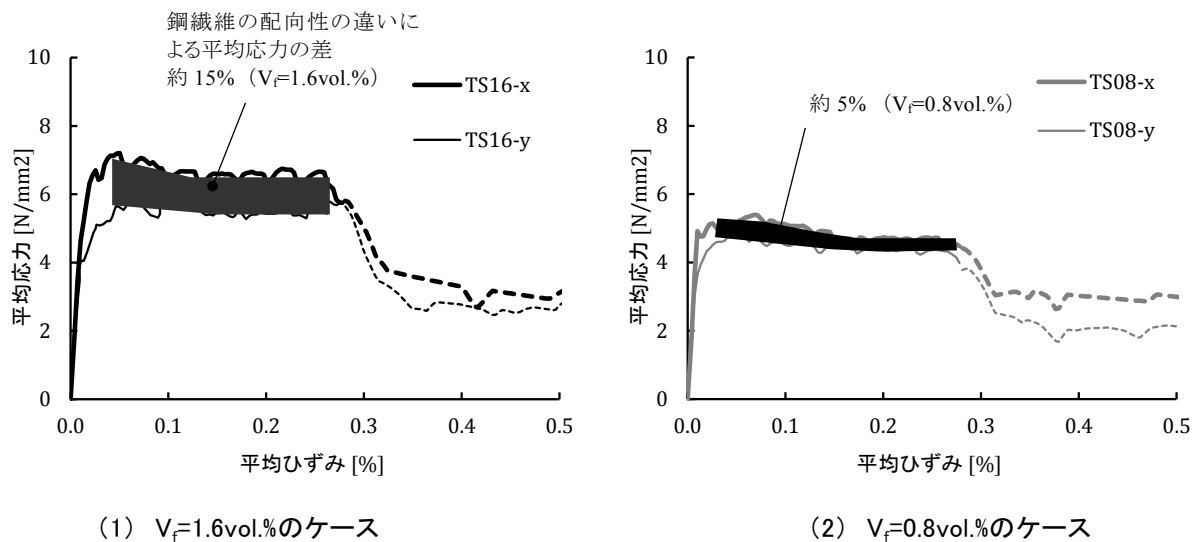 鋼繊維の配向性の違いに
よる平均応力の差
約 15%（Vf=1.6vol.%）
TS16-x
TS16-y
平均応力 [N/mm2]
10
8
6
4
2
0
0.0 0.1 0.2 0.3 0.4 0.5
平均ひずみ [%]
（1） Vf=1.6vol.%のケース
約 5% （Vf=0.8vol.%）
TS08-x
TS08-y
平均応力 [N/mm2]
10
8
6
4
2
0
0.0 0.1 0.2 0.3 0.4 0.5
平均ひずみ [%]
（2） Vf=0.8vol.%のケース